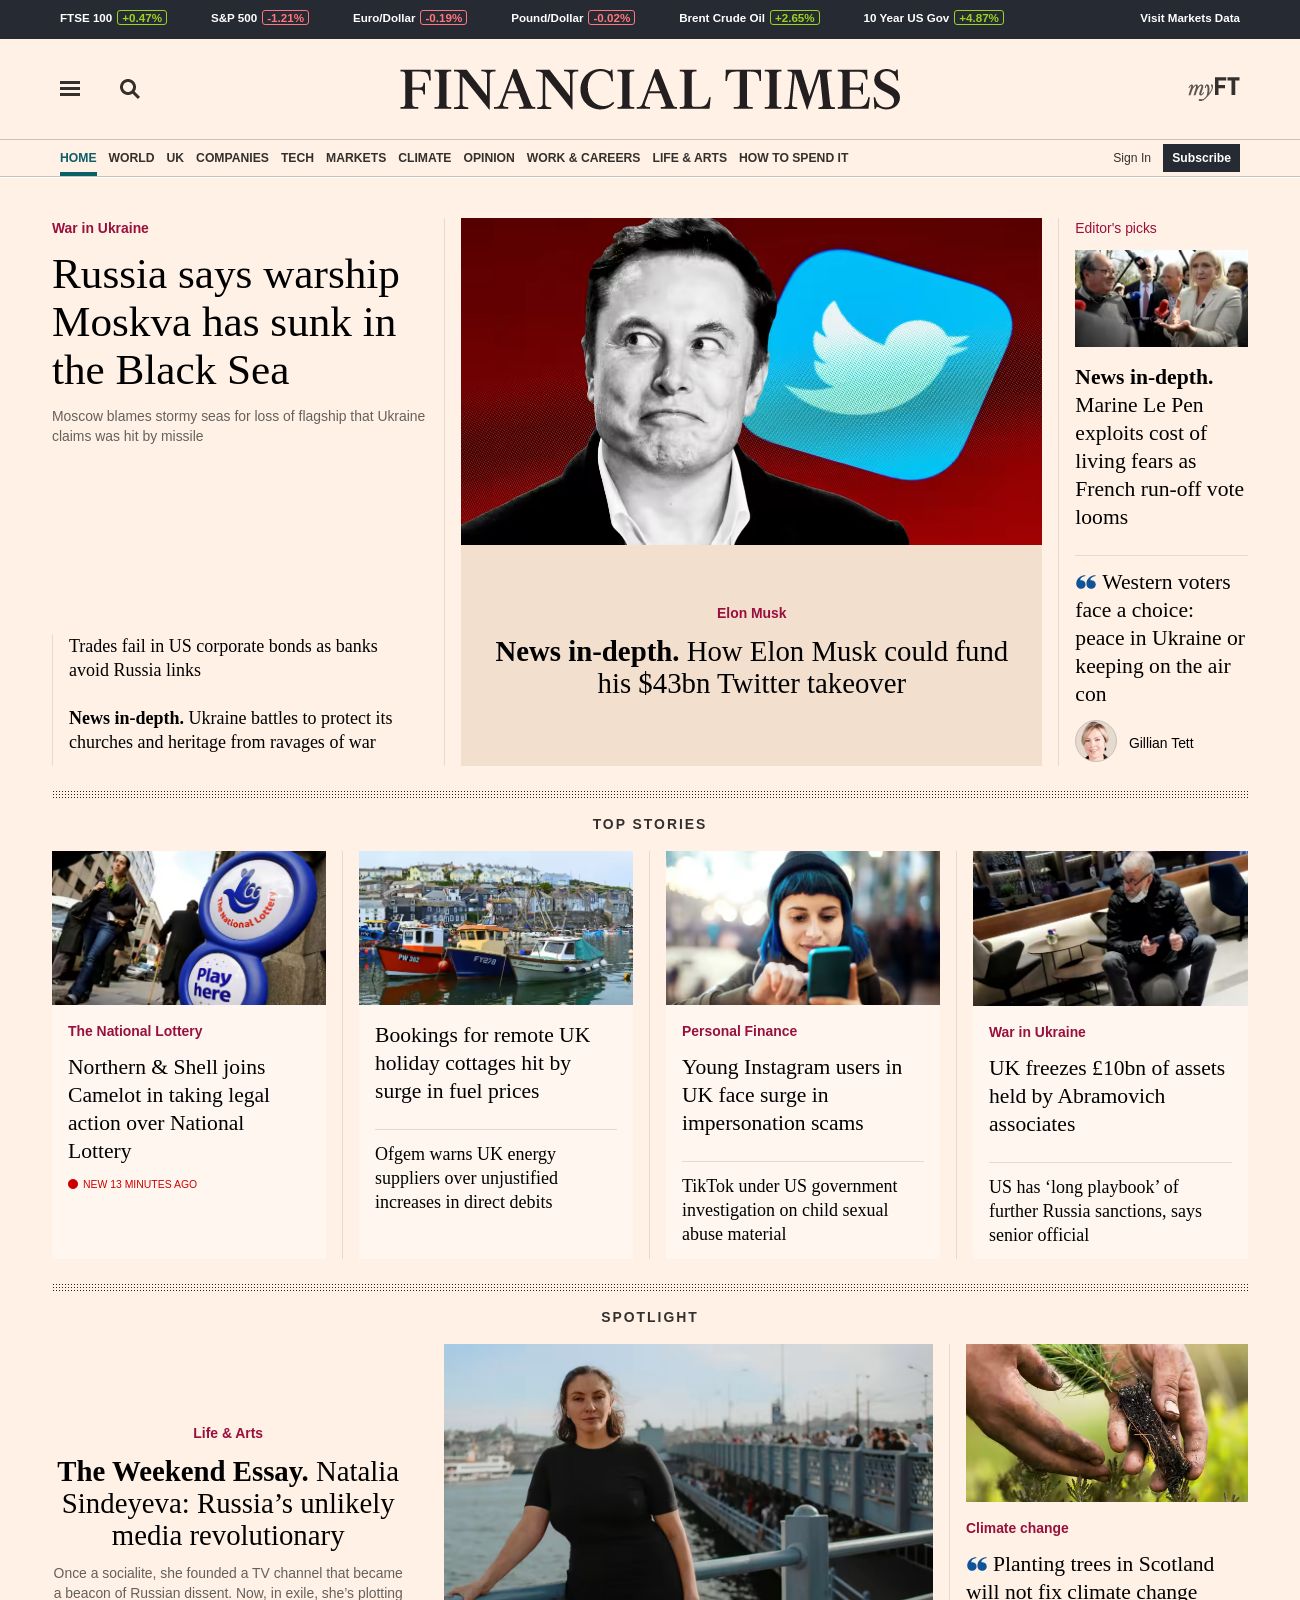 FTSE 100 +0.47% S&P 500 -1.21% Euro/Dollar -0.19% Pound/Dollar -0.02% Brent Crude Oil +2.65% 10 Year US Gov +4.87% Visit Markets Data
FINANCIAL TIMES
myFT
HOME WORLD UK COMPANIES TECH MARKETS CLIMATE OPINION WORK & CAREERS LIFE & ARTS HOW TO SPEND IT Sign In Subscribe
War in Ukraine
Russia says warship
Moskva has sunk in
the Black Sea
Moscow blames stormy seas for loss of flagship that Ukraine
claims was hit by missile
Trades fail in US corporate bonds as banks
avoid Russia links
News in-depth. Ukraine battles to protect its
churches and heritage from ravages of war
Elon Musk
News in-depth. How Elon Musk could fund
his $43bn Twitter takeover
Editor's picks
News in-depth.
Marine Le Pen
exploits cost of
living fears as
French run-off vote
looms
“ Western voters
face a choice:
peace in Ukraine or
keeping on the air
con
Gillian Tett
TOP STORIES
The National Lottery
Play
here
The National Lottery
Northern & Shell joins
Camelot in taking legal
action over National
Lottery
NEW 13 MINUTES AGO
PW 362
FY278
Bookings for remote UK
holiday cottages hit by
surge in fuel prices
Ofgem warns UK energy
suppliers over unjustified
increases in direct debits
Personal Finance
Young Instagram users in
UK face surge in
impersonation scams
TikTok under US government
investigation on child sexual
abuse material
War in Ukraine
UK freezes £10bn of assets
held by Abramovich
associates
US has ‘long playbook’ of
further Russia sanctions, says
senior official
SPOTLIGHT
Life & Arts
The Weekend Essay. Natalia
Sindeyeva: Russia’s unlikely
media revolutionary
Once a socialite, she founded a TV channel that became
a beacon of Russian dissent. Now, in exile, she’s plotting
Climate change
“ Planting trees in Scotland
will not fix climate change